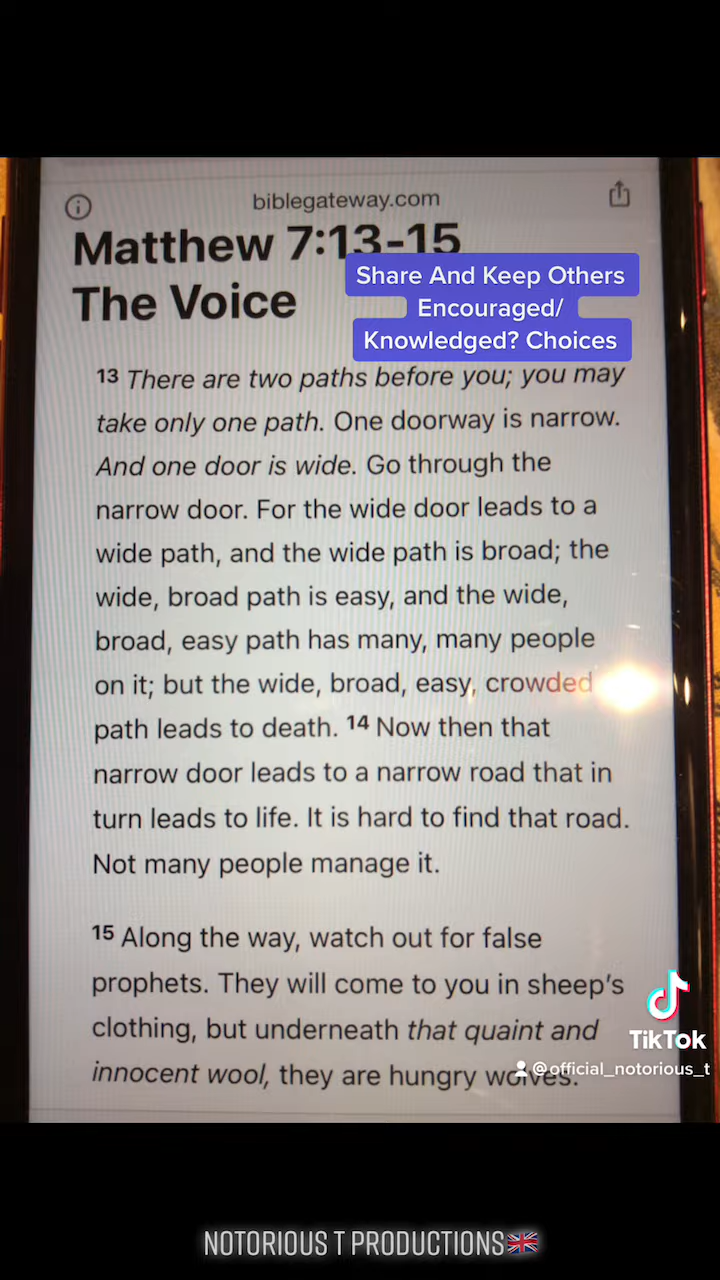 biblegateway.com
Matthew 7:13-15
The Voice
Share And Keep Others
Encouraged/
Knowledged? Choices
13 There are two paths before you; you may
take only one path. One doorway is narrow.
And one door is wide. Go through the
narrow door. For the wide door leads to a
wide path, and the wide path is broad; the
wide, broad path is easy, and the wide,
broad, easy path has many, many people
on it; but the wide, broad, easy, crowded
path leads to death. 14 Now then that
narrow door leads to a narrow road that in
turn leads to life. It is hard to find that road.
Not many people manage it.
15 Along the way, watch out for false
prophets. They will come to you in sheep's
clothing, but underneath that quaint and
innocent wool, they are hungry wolves.
TikTok
@official_notorious_t
NOTORIOUS T PRODUCTIONS